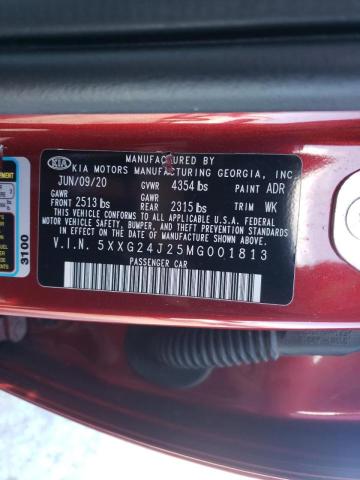 KIA
MANUFACTURED BY
KIA MOTORS MANUFACTURING GEORGIA, INC.
JUN/09/20 GVWR 4354 lbs PAINT ADR
GAWR FRONT 2513 lbs GAWR REAR 2315 lbs TRIM WK
THIS VEHICLE CONFORMS TO ALL APPLICABLE U.S.A. FEDERAL
MOTOR VEHICLE SAFETY, BUMPER, AND THEFT PREVENTION STANDARDS
IN EFFECT ON THE DATE OF MANUFACTURE SHOWN ABOVE.
V.I.N. 5XXG24J25MG001813
PASSENGER CAR
3100